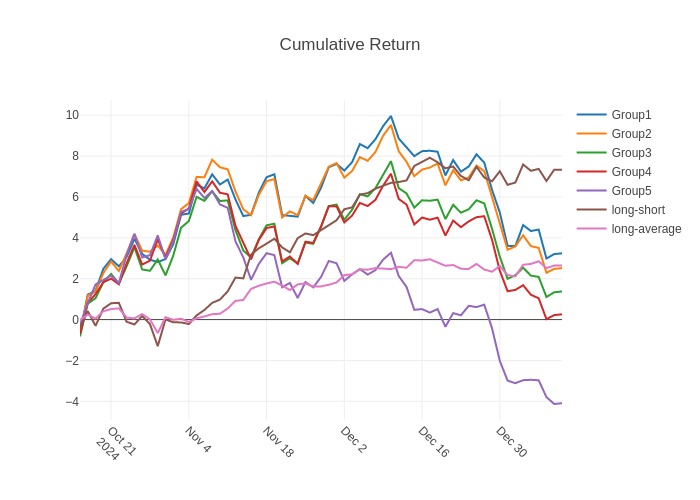 Cumulative Return
10
8
6
4
2
0
−2
−4
Oct 21
2024
Nov 4
Nov 18
Dec 2
Dec 16
Dec 30
Group1
Group2
Group3
Group4
Group5
long-short
long-average